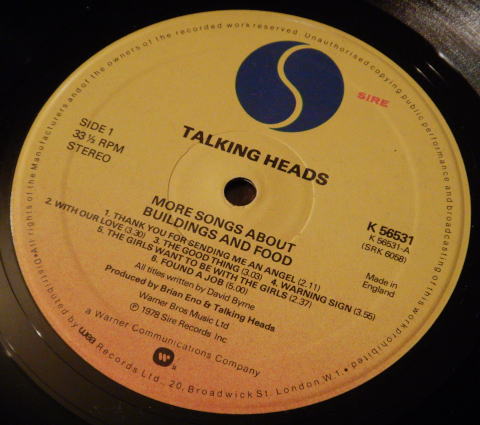 •All rights of the Manufacturers and of the owners of the recorded work reserved. Unauthorised copying public performance and broadcasting of this work prohibited.•
SIRE
SIDE 1
33⅓ RPM
STEREO
TALKING HEADS
MORE SONGS ABOUT
BUILDINGS AND FOOD
K 56531
K 56531-A
(SRK 6058)
Made in
England
1. THANK YOU FOR SENDING ME AN ANGEL (2.11)
2. WITH OUR LOVE (3.30) 3. THE GOOD THING (3.03) 4. WARNING SIGN (3.55)
5. THE GIRLS WANT TO BE WITH THE GIRLS (2.37)
6. FOUND A JOB (5.00)
All titles written by David Byrne
Produced by Brian Eno & Talking Heads
Warner Bros Music Ltd
℗ 1978 Sire Records Inc
a Warner Communications Company
Distributed by wea Records Ltd., 20, Broadwick St. London W1.